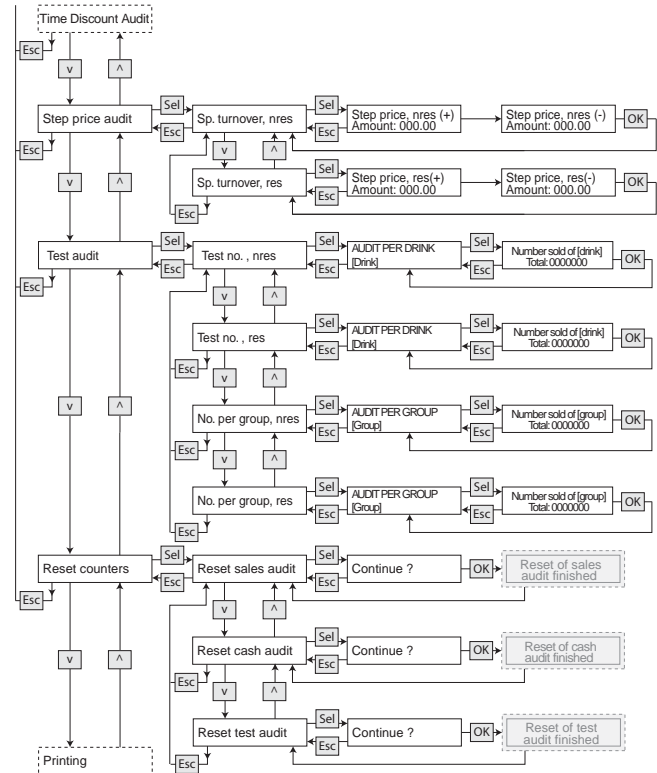 Time Discount Audit
Esc
v ^
Sel Sel
Step price audit Sp. turnover, nres Step price, nres (+) Step price, nres (-) OK
Amount: 000.00 Amount: 000.00
Esc Esc
Esc v ^
v ^ Sel
Sp. turnover, res Step price, res(+) Step price, res(-) OK
Amount: 000.00 Amount: 000.00
Esc
Esc
Sel Sel Sel
Test audit Test no. , nres AUDIT PER DRINK Number sold of [drink] OK
[Drink] Total: 0000000
Esc Esc Esc
Esc v ^
Sel Sel
Test no. , res AUDIT PER DRINK Number sold of [drink] OK
[Drink] Total: 0000000
Esc Esc
Esc
v ^ v ^
Sel Sel
No. per group, nres AUDIT PER GROUP Number sold of [group] OK
[Group] Total: 0000000
Esc Esc
Esc
v ^
Sel Sel
No. per group, res AUDIT PER GROUP Number sold of [group] OK
[Group] Total: 0000000
Esc Esc
Esc
Sel Sel
Reset counters Reset sales audit Continue ? OK Reset of sales
audit finished
Esc Esc
Esc v ^
Sel
v ^ Reset cash audit Continue ? OK Reset of cash
audit finished
Esc
Esc
v ^
Sel
Reset test audit Continue ? OK Reset of test
audit finished
Esc
Printing Esc